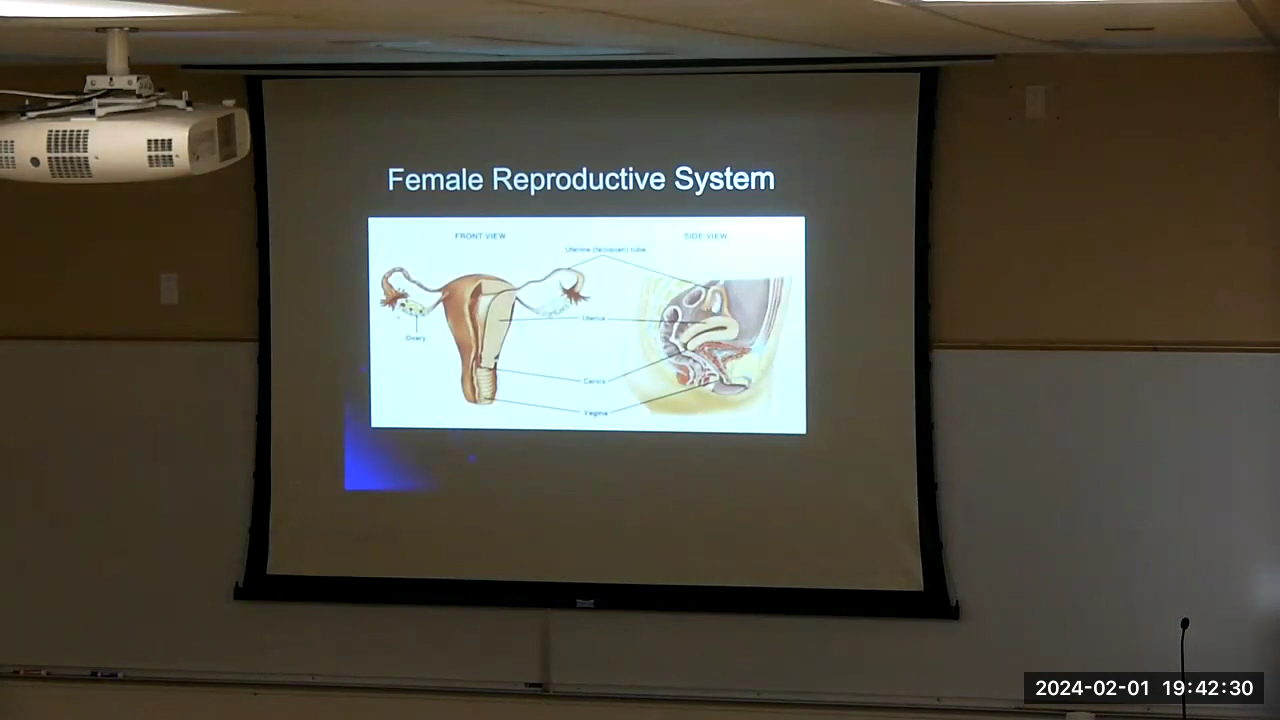 Female Reproductive System
FRONT VIEW
SIDE VIEW
Uterine (fallopian) tube
Uterus
Ovary
Cervix
Vagina
2024-02-01 19:42:30